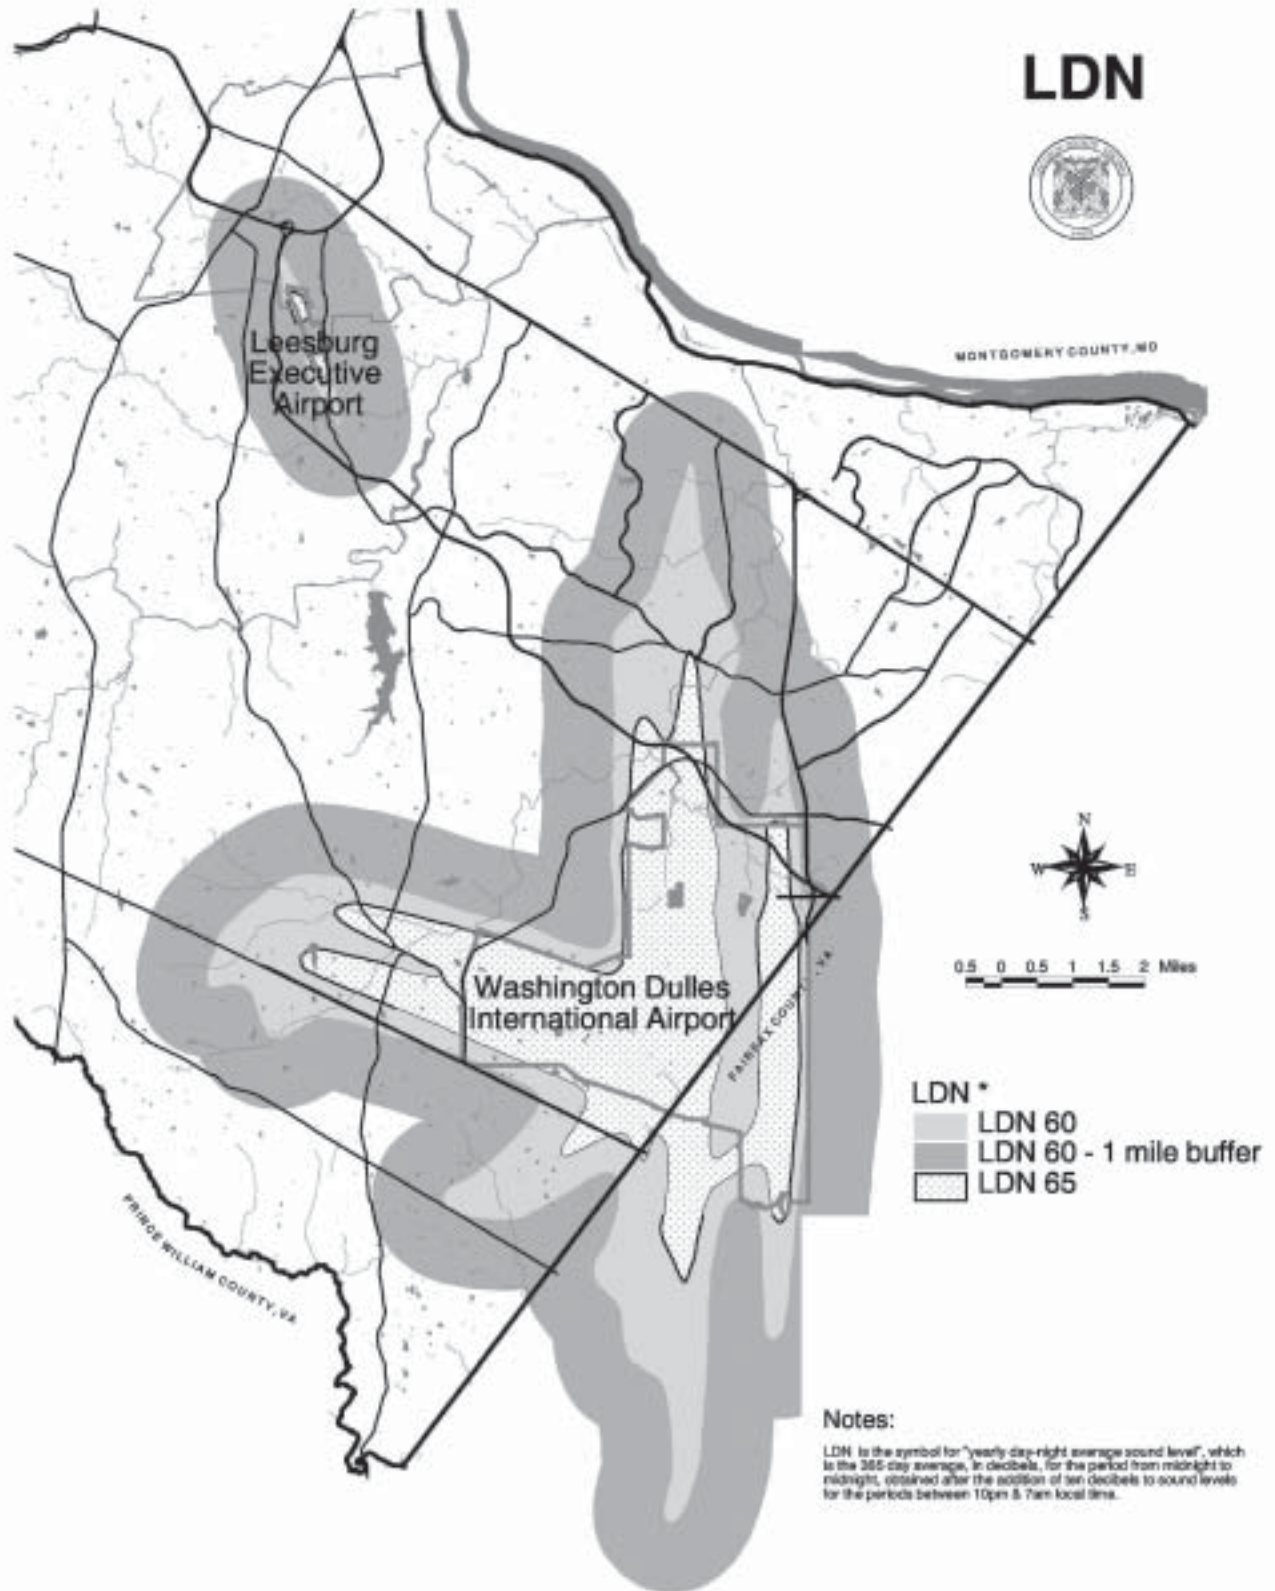 LDN
MONTGOMERY COUNTY, MD
Leesburg
Executive
Airport
N
W E
S
0.5 0 0.5 1 1.5 2 Miles
Washington Dulles
International Airport
FAIRFAX COUNTY, VA
LDN *
LDN 60
LDN 60 - 1 mile buffer
LDN 65
PRINCE WILLIAM COUNTY, VA
Notes:
LDN is the symbol for "yearly day-night average sound level", which
is the 365 day average, in decibels, for the period from midnight to
midnight, obtained after the addition of ten decibels to sound levels
for the periods between 10pm & 7am local time.